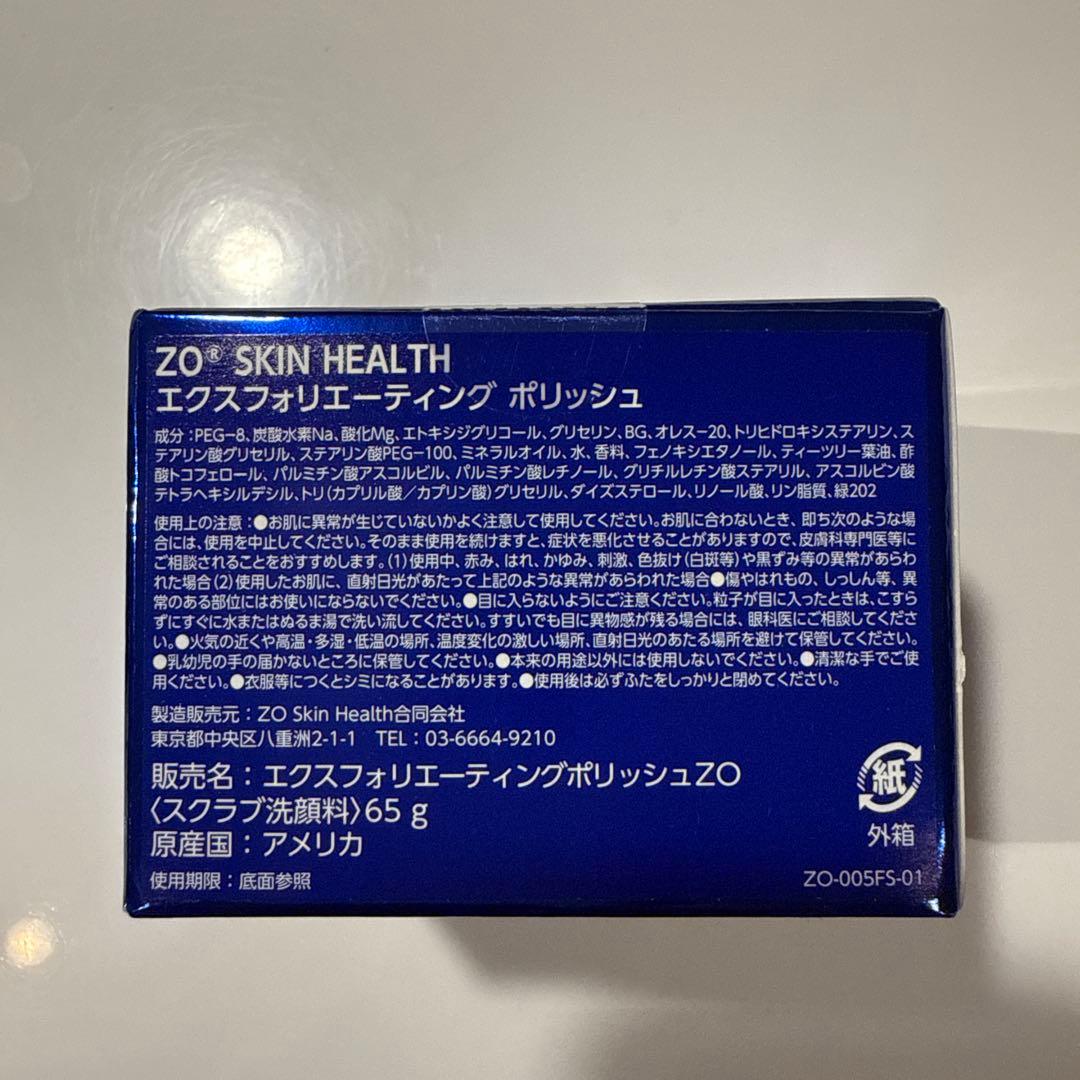 ZO® SKIN HEALTH
エクスフォリエーティング ポリッシュ
成分：PEG-8、炭酸水素Na、酸化Mg、エトキシジグリコール、グリセリン、BG、オレス-20、トリヒドロキシステアリン、ス
テアリン酸グリセリル、ステアリン酸PEG-100、ミネラルオイル、水、香料、フェノキシエタノール、ティーツリー葉油、酢
酸トコフェロール、パルミチン酸アスコルビル、パルミチン酸レチノール、グリチルレチン酸ステアリル、アスコルビン酸
テトラヘキシルデシル、トリ（カプリル酸／カプリン酸）グリセリル、ダイズステロール、リノール酸、リン脂質、緑202
使用上の注意：●お肌に異常が生じていないかよく注意して使用してください。お肌に合わないとき、即ち次のような場
合には、使用を中止してください。そのまま使用を続けますと、症状を悪化させることがありますので、皮膚科専門医等に
ご相談されることをおすすめします。（1）使用中、赤み、はれ、かゆみ、刺激、色抜け（白斑等）や黒ずみ等の異常があらわ
れた場合（2）使用したお肌に、直射日光があたって上記のような異常があらわれた場合●傷やはれもの、しっしん等、異
常のある部位にはお使いにならないでください。●目に入らないようにご注意ください。粒子が目に入ったときは、こすら
ずにすぐに水またはぬるま湯で洗い流してください。すすいでも目に異物感が残る場合には、眼科医にご相談してくださ
い。●火気の近くや高温・多湿・低温の場所、温度変化の激しい場所、直射日光のあたる場所を避けて保管してください。
●乳幼児の手の届かないところに保管してください。●本来の用途以外には使用しないでください。●清潔な手でご使
用ください。●衣服等につくとシミになることがあります。●使用後は必ずふたをしっかりと閉めてください。
製造販売元：ZO Skin Health合同会社
東京都中央区八重洲2-1-1 TEL：03-6664-9210
販売名：エクスフォリエーティングポリッシュZO
〈スクラブ洗顔料〉65 g
原産国：アメリカ
使用期限：底面参照
紙
外箱
ZO-005FS-01